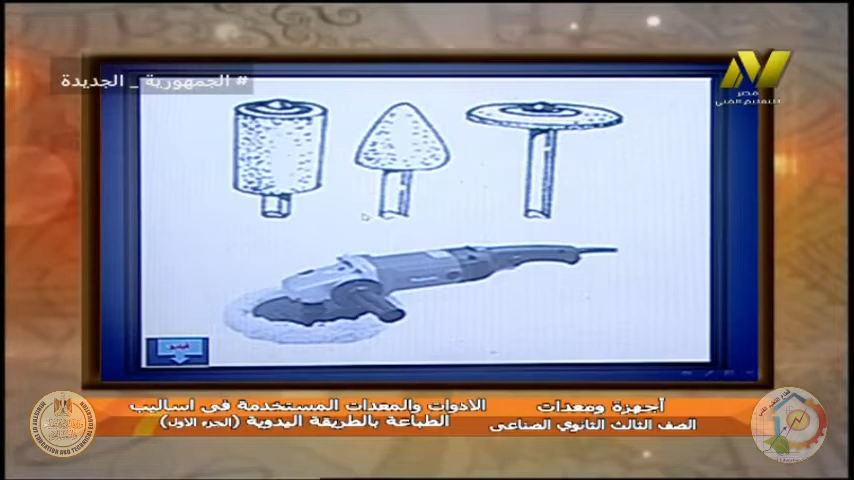 # الجمهورية _ الجديدة
مصر
التعليم الفني
فيديو
أجهزة ومعدات
الصف الثالث الثانوي الصناعى
الادوات والمعدات المستخدمة فى اساليب
الطباعة بالطريقة اليدوية (الجزء الاول)